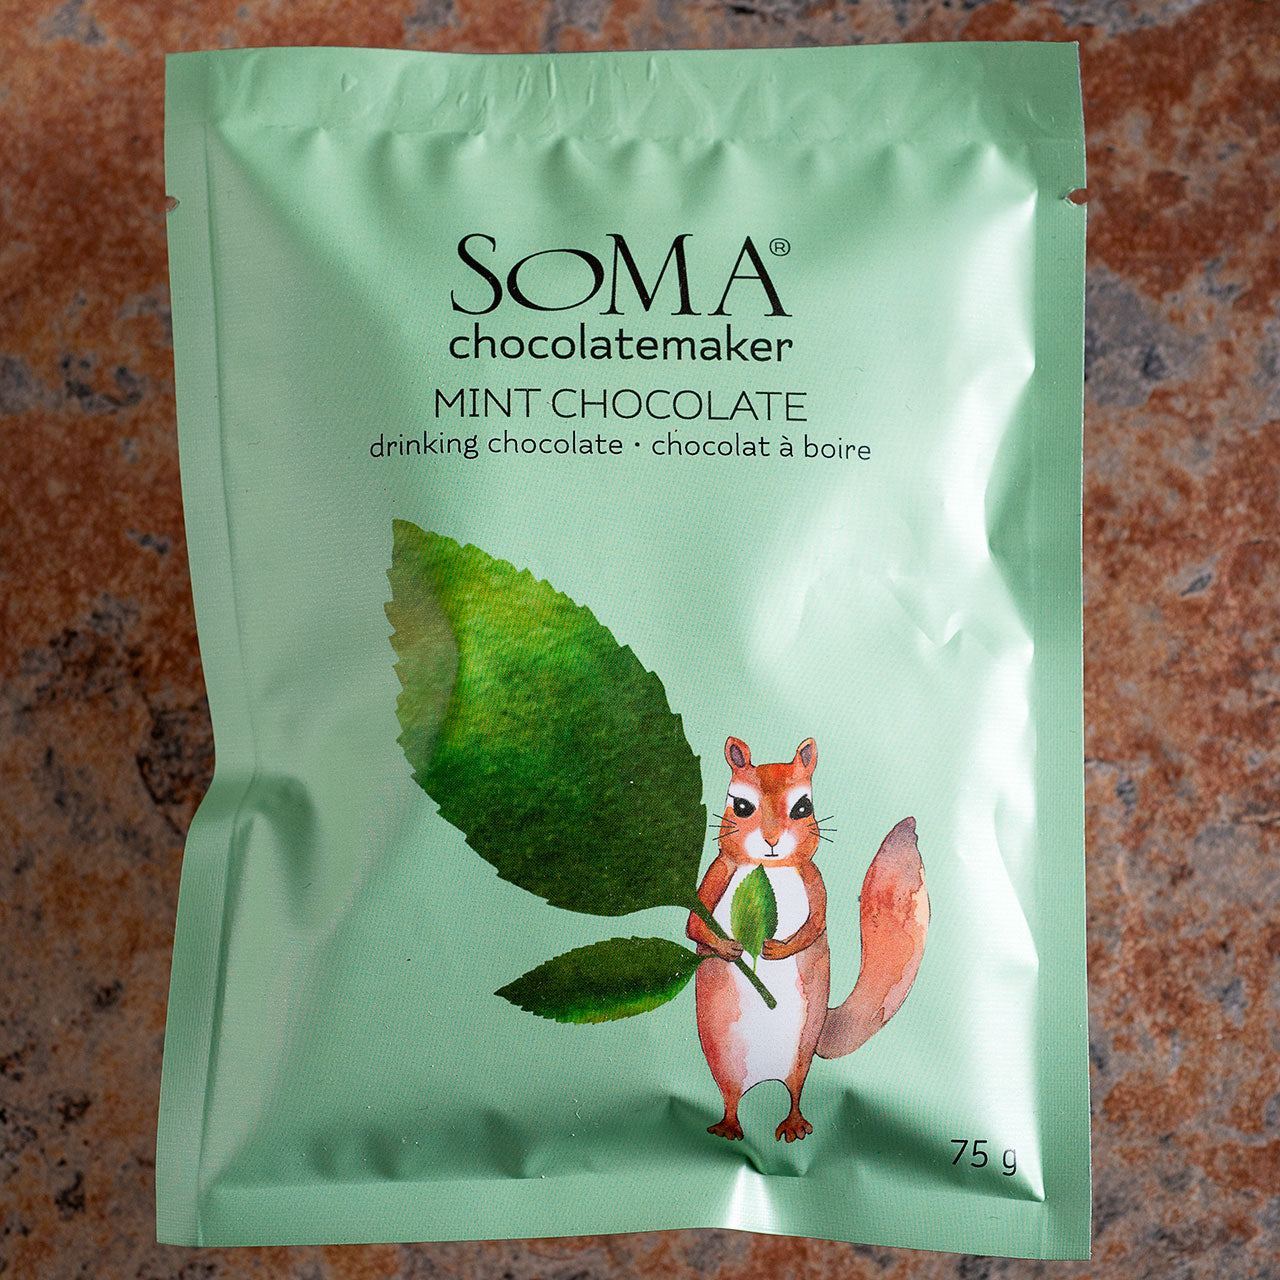 SOMA®
chocolatemaker
MINT CHOCOLATE
drinking chocolate • chocolat à boire
75 g